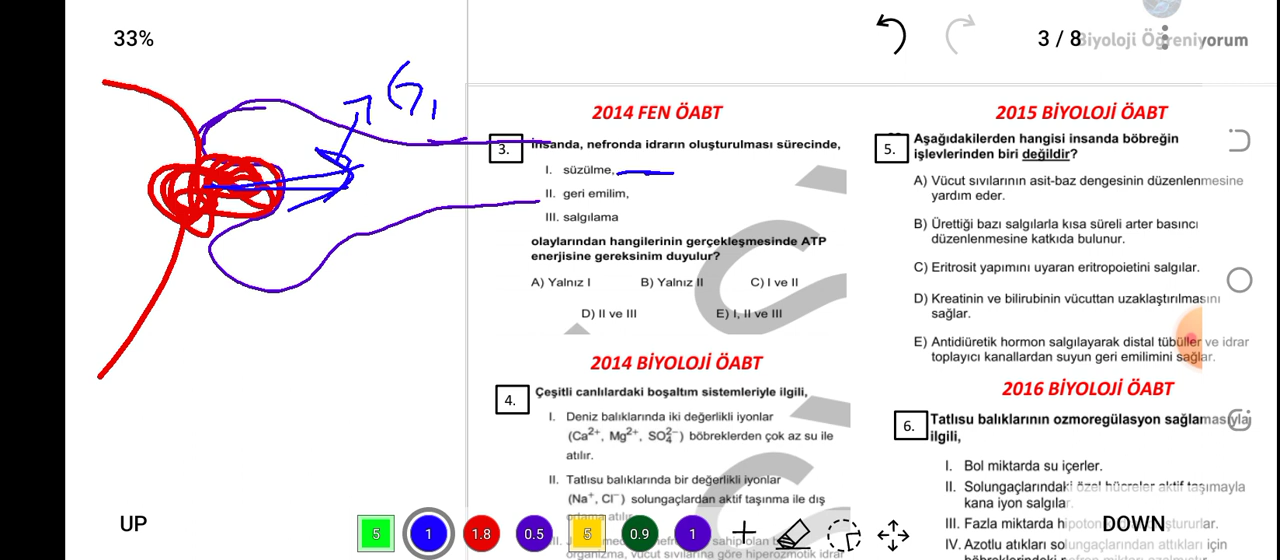 33%
3 / 8
Biyoloji Öğreniyorum
G₁
2014 FEN ÖABT
3.
İnsanda, nefronda idrarın oluşturulması sürecinde,
I. süzülme,
II. geri emilim,
III. salgılama
olaylarından hangilerinin gerçekleşmesinde ATP
enerjisine gereksinim duyulur?
A) Yalnız I B) Yalnız II C) I ve II
D) II ve III E) I, II ve III
2014 BİYOLOJİ ÖABT
4.
Çeşitli canlılardaki boşaltım sistemleriyle ilgili,
I. Deniz balıklarında iki değerlikli iyonlar
(Ca²⁺, Mg²⁺, SO₄²⁻) böbreklerden çok az su ile
atılır.
II. Tatlısu balıklarında bir değerlikli iyonlar
(Na⁺, Cl⁻) solungaçlardan aktif taşınma ile dış
ortama atılır
organizma, vücut sıvılarına göre hiperozmotik idrar
2015 BİYOLOJİ ÖABT
5.
Aşağıdakilerden hangisi insanda böbreğin
işlevlerinden biri değildir?
A) Vücut sıvılarının asit-baz dengesinin düzenlenmesine
yardım eder.
B) Ürettiği bazı salgılarla kısa süreli arter basıncı
düzenlenmesine katkıda bulunur.
C) Eritrosit yapımını uyaran eritropoietini salgılar.
D) Kreatinin ve bilirubinin vücuttan uzaklaştırılmasını
sağlar.
E) Antidiüretik hormon salgılayarak distal tübüller ve idrar
toplayıcı kanallardan suyun geri emilimini sağlar.
2016 BİYOLOJİ ÖABT
6.
Tatlısu balıklarının ozmoregülasyon sağlamasıyla
ilgili,
I. Bol miktarda su içerler.
II. Solungaçlarındaki özel hücreler aktif taşımayla
kana iyon salgılar.
III. Fazla miktarda
IV. Azotlu atıkları solungaçlarından attıkları için
UP
5 1 1.8 0.5 5 0.9 1
DOWN